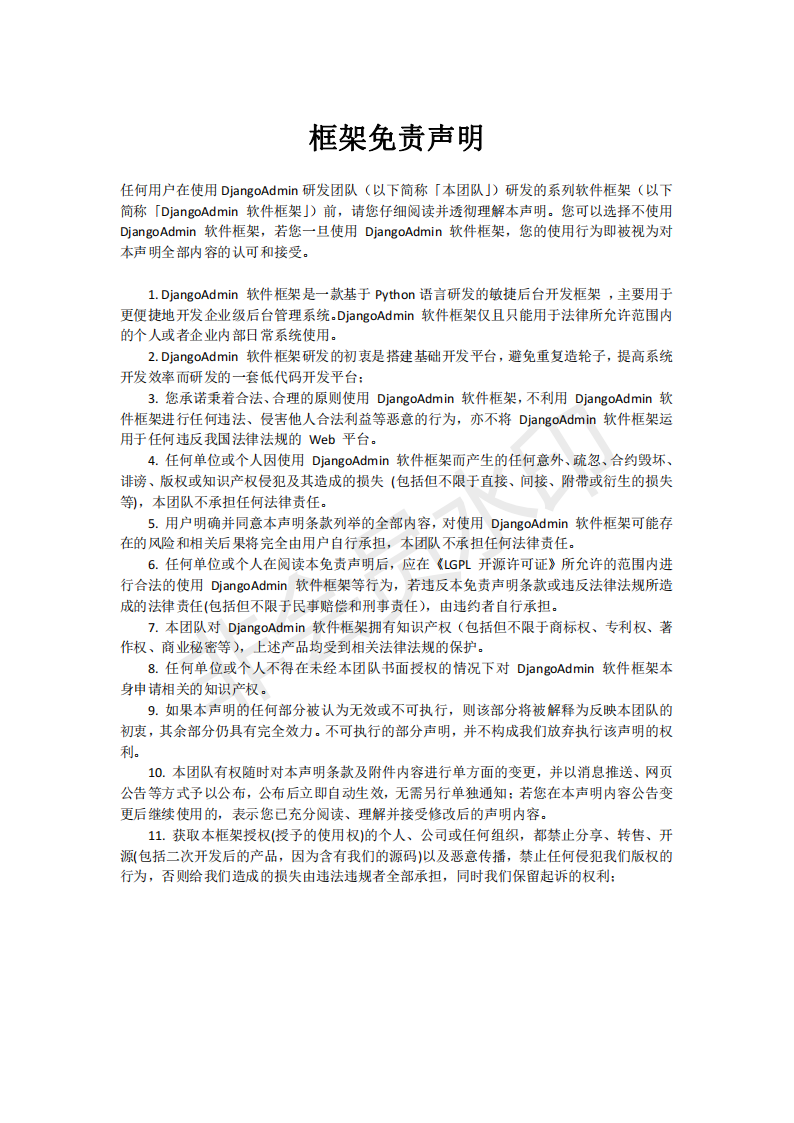 框架免责声明
任何用户在使用 DjangoAdmin 研发团队（以下简称「本团队」）研发的系列软件框架（以下
简称「DjangoAdmin 软件框架」）前，请您仔细阅读并透彻理解本声明。您可以选择不使用
DjangoAdmin 软件框架，若您一旦使用 DjangoAdmin 软件框架，您的使用行为即被视为对
本声明全部内容的认可和接受。
1. DjangoAdmin 软件框架是一款基于 Python 语言研发的敏捷后台开发框架 ，主要用于
更便捷地开发企业级后台管理系统。DjangoAdmin 软件框架仅且只能用于法律所允许范围内
的个人或者企业内部日常系统使用。
2. DjangoAdmin 软件框架研发的初衷是搭建基础开发平台，避免重复造轮子，提高系统
开发效率而研发的一套低代码开发平台；
3. 您承诺秉着合法、合理的原则使用 DjangoAdmin 软件框架，不利用 DjangoAdmin 软
件框架进行任何违法、侵害他人合法利益等恶意的行为，亦不将 DjangoAdmin 软件框架运
用于任何违反我国法律法规的 Web 平台。
4. 任何单位或个人因使用 DjangoAdmin 软件框架而产生的任何意外、疏忽、合约毁坏、
诽谤、版权或知识产权侵犯及其造成的损失 (包括但不限于直接、间接、附带或衍生的损失
等)，本团队不承担任何法律责任。
5. 用户明确并同意本声明条款列举的全部内容，对使用 DjangoAdmin 软件框架可能存
在的风险和相关后果将完全由用户自行承担，本团队不承担任何法律责任。
6. 任何单位或个人在阅读本免责声明后，应在《LGPL 开源许可证》所允许的范围内进
行合法的使用 DjangoAdmin 软件框架等行为，若违反本免责声明条款或违反法律法规所造
成的法律责任(包括但不限于民事赔偿和刑事责任），由违约者自行承担。
7. 本团队对 DjangoAdmin 软件框架拥有知识产权（包括但不限于商标权、专利权、著
作权、商业秘密等），上述产品均受到相关法律法规的保护。
8. 任何单位或个人不得在未经本团队书面授权的情况下对 DjangoAdmin 软件框架本
身申请相关的知识产权。
9. 如果本声明的任何部分被认为无效或不可执行，则该部分将被解释为反映本团队的
初衷，其余部分仍具有完全效力。不可执行的部分声明，并不构成我们放弃执行该声明的权
利。
10. 本团队有权随时对本声明条款及附件内容进行单方面的变更，并以消息推送、网页
公告等方式予以公布，公布后立即自动生效，无需另行单独通知；若您在本声明内容公告变
更后继续使用的，表示您已充分阅读、理解并接受修改后的声明内容。
11. 获取本框架授权(授予的使用权)的个人、公司或任何组织，都禁止分享、转售、开
源(包括二次开发后的产品，因为含有我们的源码)以及恶意传播，禁止任何侵犯我们版权的
行为，否则给我们造成的损失由违法违规者全部承担，同时我们保留起诉的权利；
非会员水印